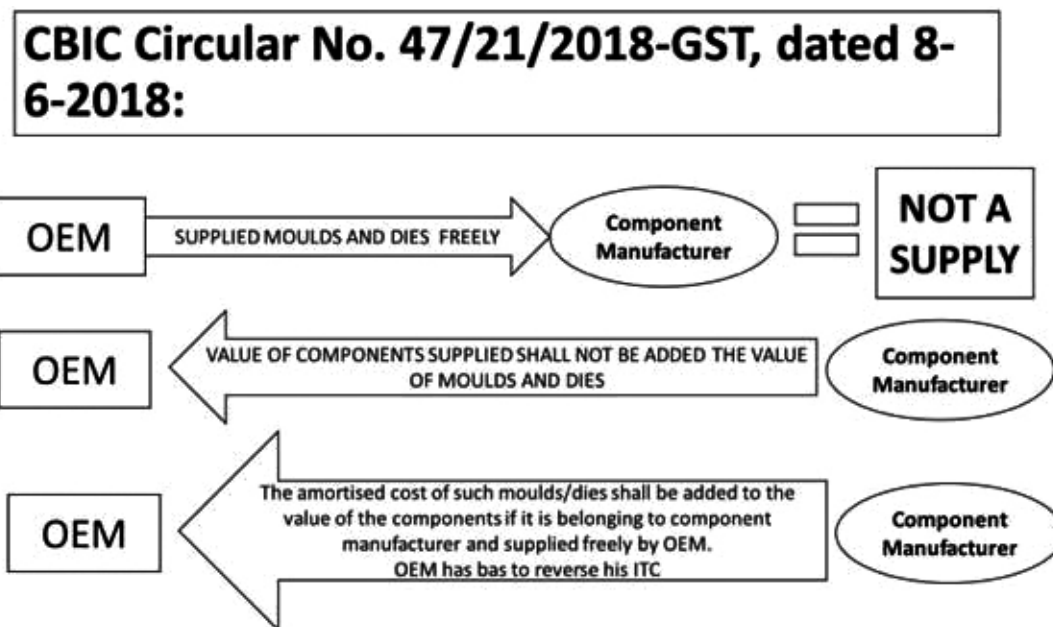 CBIC Circular No. 47/21/2018-GST, dated 8-
6-2018:
OEM
SUPPLIED MOULDS AND DIES FREELY
Component
Manufacturer
NOT A
SUPPLY
OEM
VALUE OF COMPONENTS SUPPLIED SHALL NOT BE ADDED THE VALUE
OF MOULDS AND DIES
Component
Manufacturer
OEM
The amortised cost of such moulds/dies shall be added to the
value of the components if it is belonging to component
manufacturer and supplied freely by OEM.
OEM has bas to reverse his ITC
Component
Manufacturer